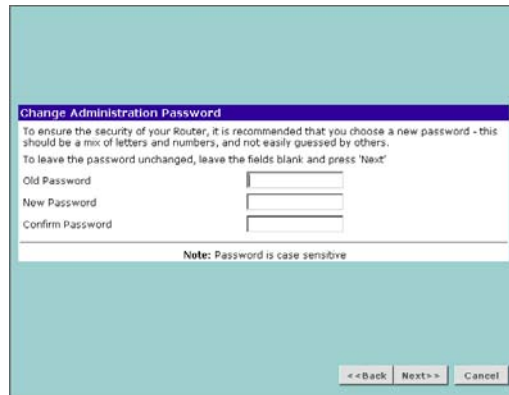 Change Administration Password
To ensure the security of your Router, it is recommended that you choose a new password - this
should be a mix of letters and numbers, and not easily guessed by others.
To leave the password unchanged, leave the fields blank and press 'Next'
Old Password
New Password
Confirm Password
Note: Password is case sensitive
<<Back Next>> Cancel